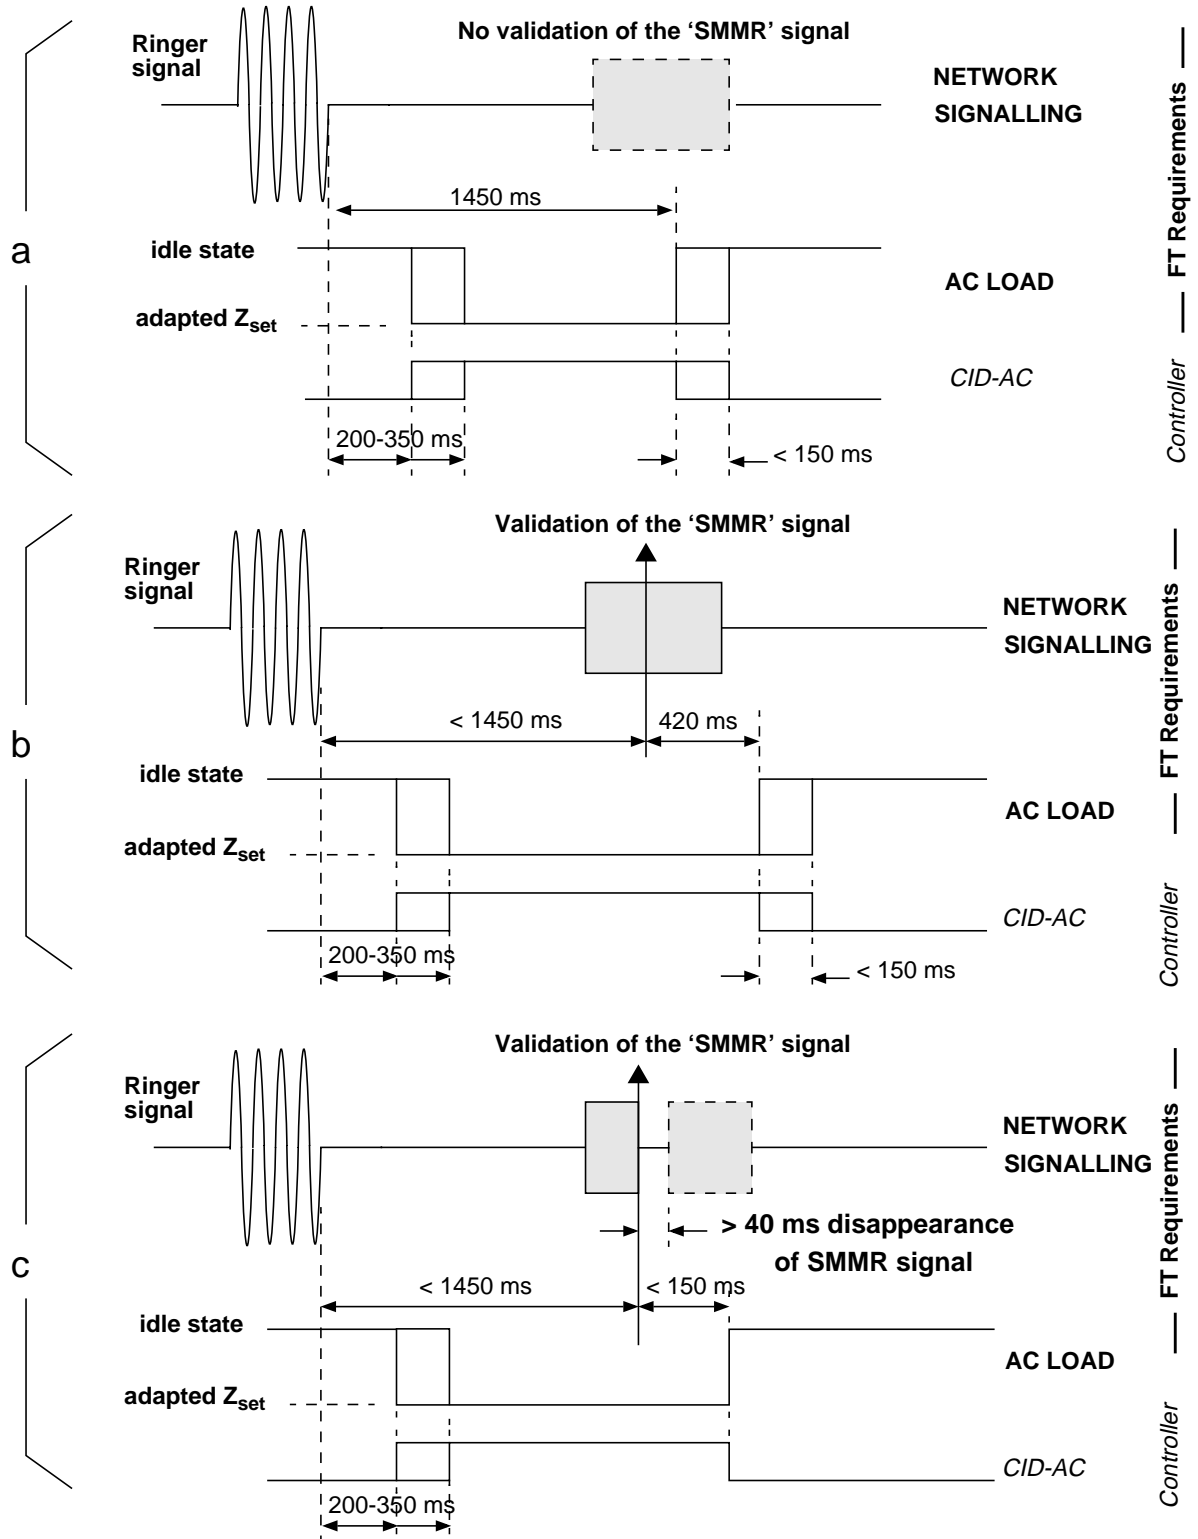 No validation of the ‘SMMR’ signal
Ringer
signal
NETWORK
SIGNALLING
1450 ms
a
idle state
AC LOAD
adapted Zset
CID-AC
200-350 ms
< 150 ms
FT Requirements
Controller
Validation of the ‘SMMR’ signal
Ringer
signal
NETWORK
SIGNALLING
< 1450 ms
420 ms
b
idle state
AC LOAD
adapted Zset
CID-AC
200-350 ms
< 150 ms
FT Requirements
Controller
Validation of the ‘SMMR’ signal
Ringer
signal
NETWORK
SIGNALLING
> 40 ms disappearance
of SMMR signal
c
< 1450 ms
< 150 ms
idle state
AC LOAD
adapted Zset
CID-AC
200-350 ms
FT Requirements
Controller